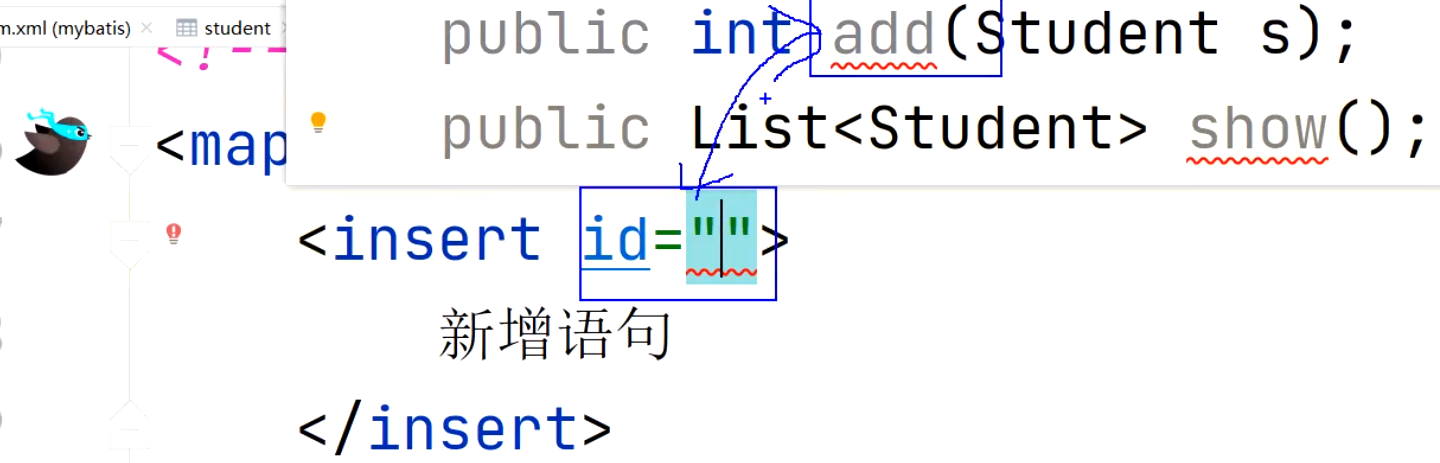 m.xml (mybatis) × student
public int add(Student s);
public List<Student> show();
<map
<insert id="">
新增语句
</insert>